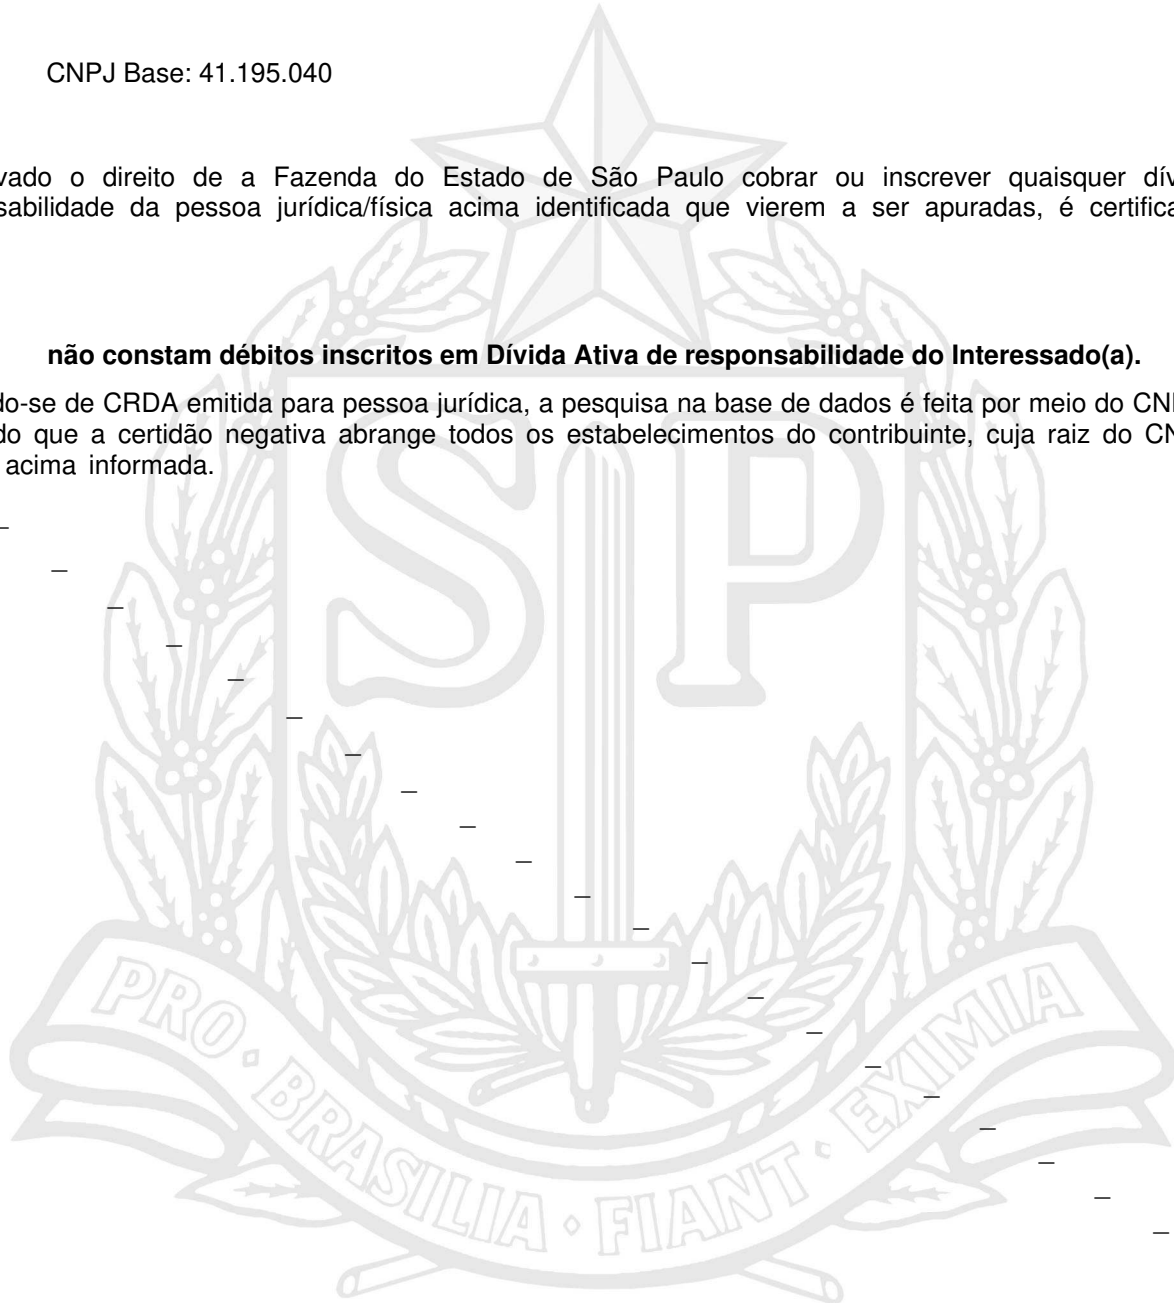 CNPJ Base: 41.195.040
vado o direito de a Fazenda do Estado de São Paulo cobrar ou inscrever quaisquer dív
sabilidade da pessoa jurídica/física acima identificada que vierem a ser apuradas, é certifica
não constam débitos inscritos em Dívida Ativa de responsabilidade do Interessado(a).
do-se de CRDA emitida para pessoa jurídica, a pesquisa na base de dados é feita por meio do CN
do que a certidão negativa abrange todos os estabelecimentos do contribuinte, cuja raiz do CN
acima informada.
SP
PRO · BRASILIA · FIANT · EXIMIA